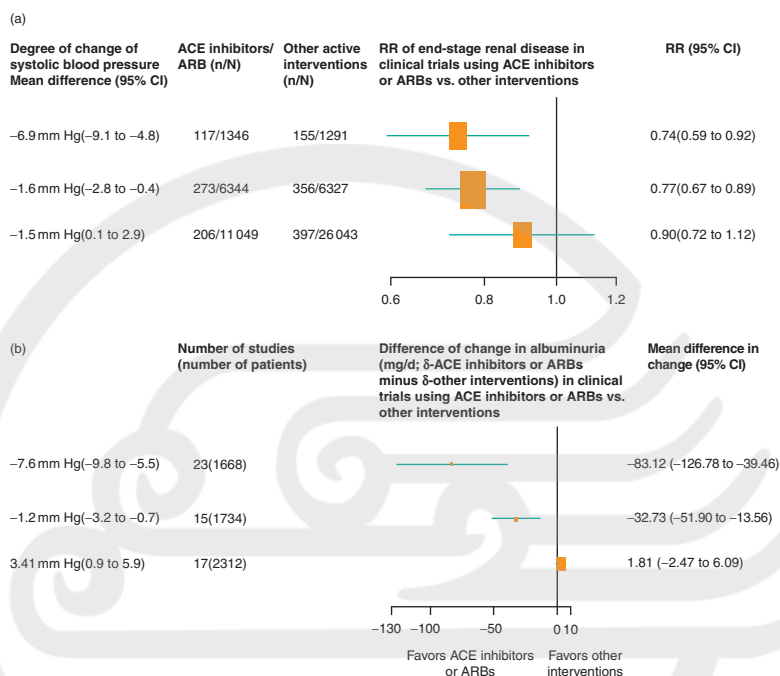 (a)
Degree of change of systolic blood pressure Mean difference (95% CI)
ACE inhibitors/ ARB (n/N)
Other active interventions (n/N)
RR of end-stage renal disease in clinical trials using ACE inhibitors or ARBs vs. other interventions
RR (95% CI)
−6.9 mm Hg(−9.1 to −4.8) 117/1346 155/1291 0.74(0.59 to 0.92)
−1.6 mm Hg(−2.8 to −0.4) 273/6344 356/6327 0.77(0.67 to 0.89)
−1.5 mm Hg(0.1 to 2.9) 206/11 049 397/26 043 0.90(0.72 to 1.12)
0.6 0.8 1.0 1.2
(b)
Number of studies (number of patients)
Difference of change in albuminuria (mg/d; δ-ACE inhibitors or ARBs minus δ-other interventions) in clinical trials using ACE inhibitors or ARBs vs. other interventions
Mean difference in change (95% CI)
−7.6 mm Hg(−9.8 to −5.5) 23(1668) −83.12 (−126.78 to −39.46)
−1.2 mm Hg(−3.2 to −0.7) 15(1734) −32.73 (−51.90 to −13.56)
3.41 mm Hg(0.9 to 5.9) 17(2312) 1.81 (−2.47 to 6.09)
−130 −100 −50 0 10
Favors ACE inhibitors or ARBs
Favors other interventions